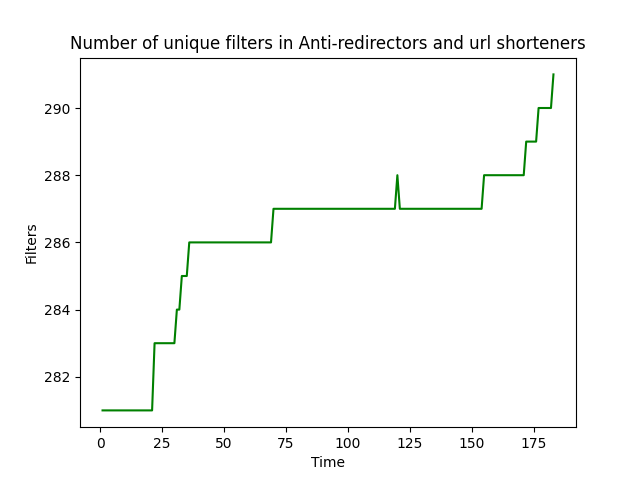 Number of unique filters in Anti-redirectors and url shorteners
290
288
286
284
282
Filters
0 25 50 75 100 125 150 175
Time